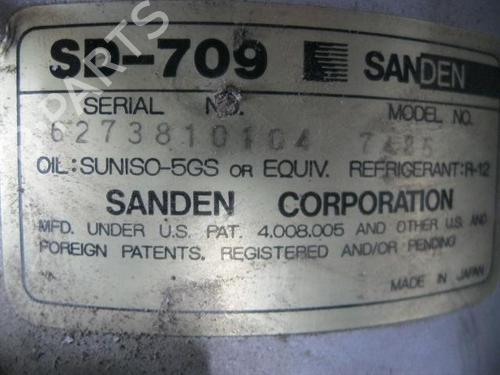 SD-709 SANDEN
SERIAL NO. MODEL NO.
6273810104 7485
OIL: SUNISO-5GS OR EQUIV. REFRIGERANT: R-12
SANDEN CORPORATION
MFD. UNDER U.S. PAT. 4.008.005 AND OTHER U.S. AND
FOREIGN PATENTS, REGISTERED AND/OR PENDING
MADE IN JAPAN